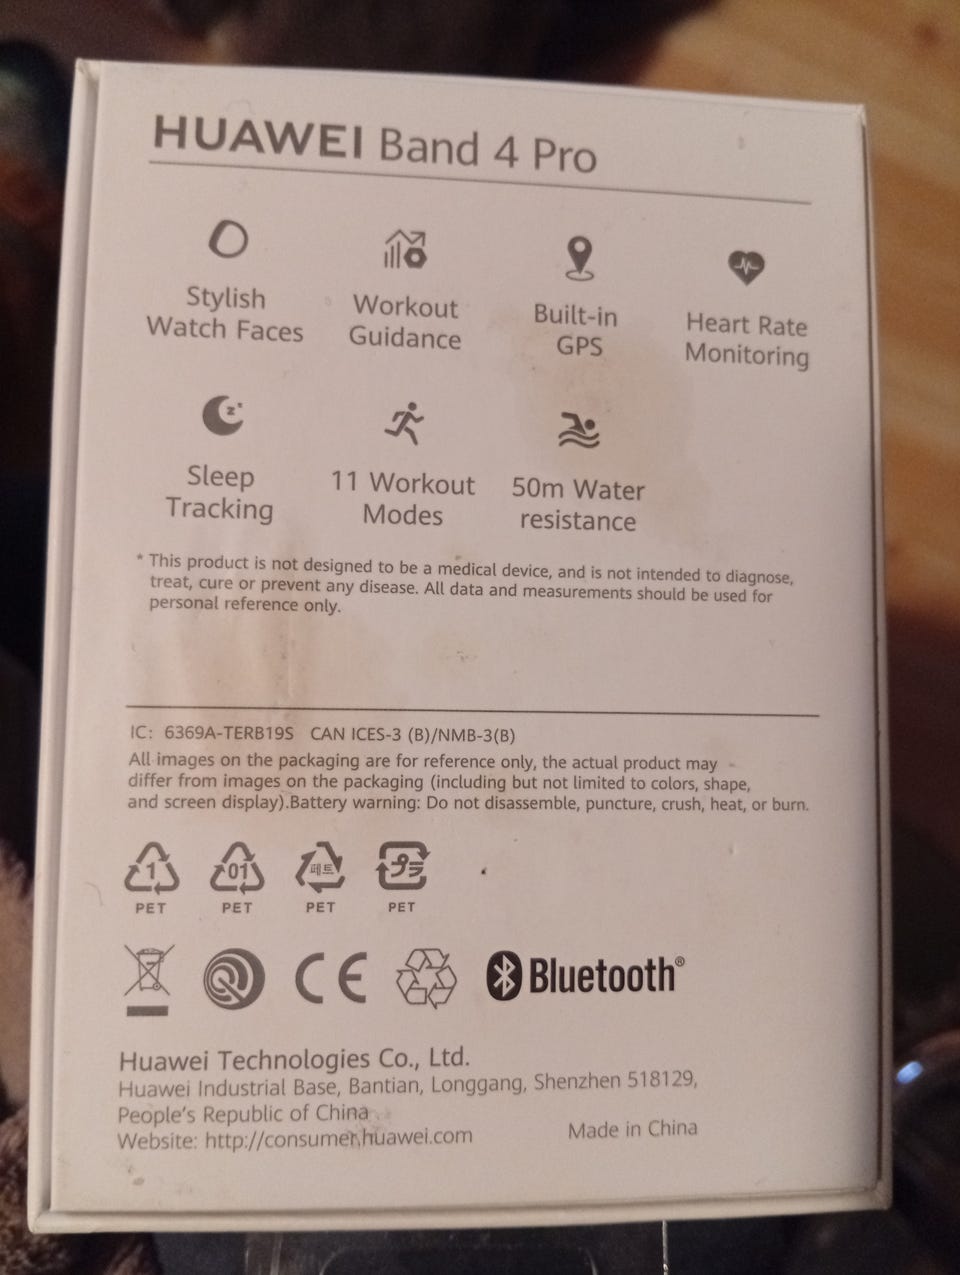 HUAWEI Band 4 Pro
Stylish
Watch Faces
Workout
Guidance
Built-in
GPS
Heart Rate
Monitoring
Sleep
Tracking
11 Workout
Modes
50m Water
resistance
* This product is not designed to be a medical device, and is not intended to diagnose,
treat, cure or prevent any disease. All data and measurements should be used for
personal reference only.
IC: 6369A-TERB19S CAN ICES-3 (B)/NMB-3(B)
All images on the packaging are for reference only, the actual product may
differ from images on the packaging (including but not limited to colors, shape,
and screen display).Battery warning: Do not disassemble, puncture, crush, heat, or burn.
1 01 페트 プラ
PET PET PET PET
CE Bluetooth®
Huawei Technologies Co., Ltd.
Huawei Industrial Base, Bantian, Longgang, Shenzhen 518129,
People's Republic of China
Website: http://consumer.huawei.com
Made in China